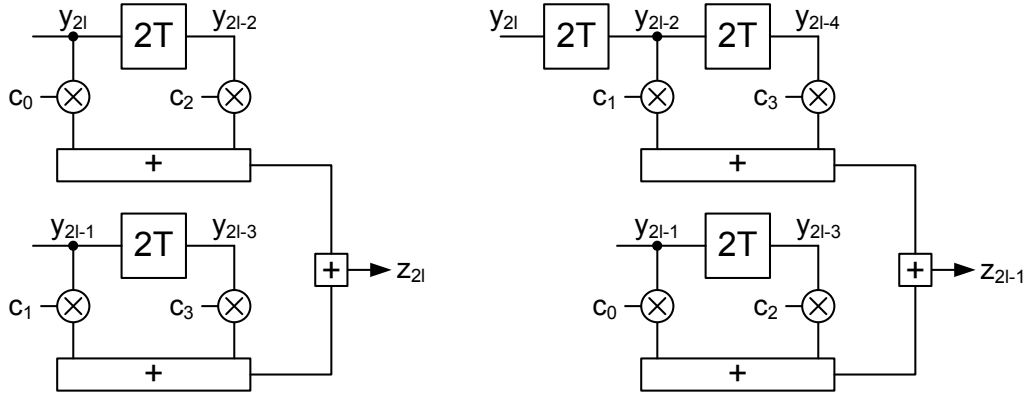 y2l 2T y2l-2 y2l 2T y2l-2 2T y2l-4
c0 c2 c1 c3
+ +
y2l-1 2T y2l-3 y2l-1 2T y2l-3
+ z2l + z2l-1
c1 c3 c0 c2
+ +